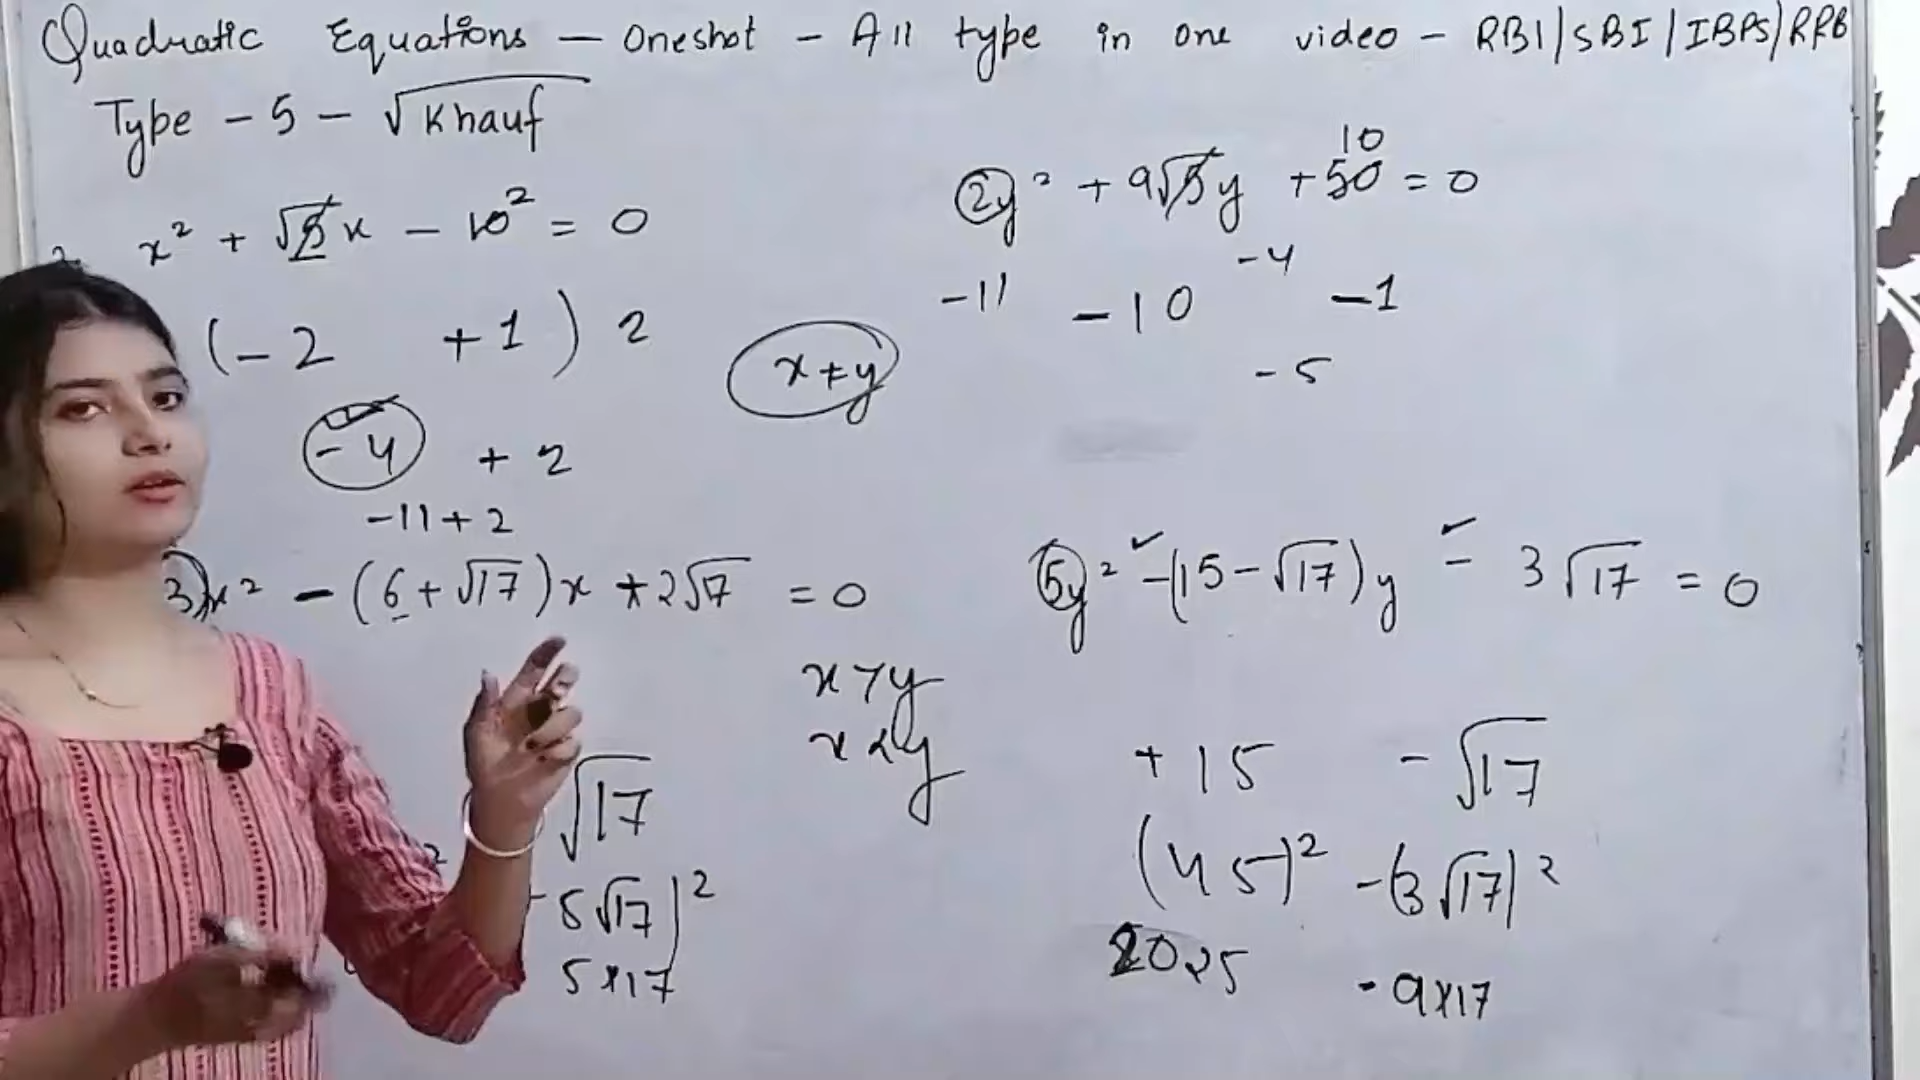 Quadratic Equations – Oneshot – All type in one video – RBI/SBI/IBPS/RRB
Type – 5 – √Khauf
x² + √5x – 10² = 0
2
2y² + 9√5y + 50 = 0
10
(-2 +1) 2
-11 -10 -4 -1
-5
x≠y
-4 +2
-11+2
3x² – (6+√17)x + 2√17 = 0
5y² – (15–√17)y – 3√17 = 0
x>y
x<y
√17
+15 -√17
5√17)²
(45)² -(3√17)²
5×17
2025 -9×17